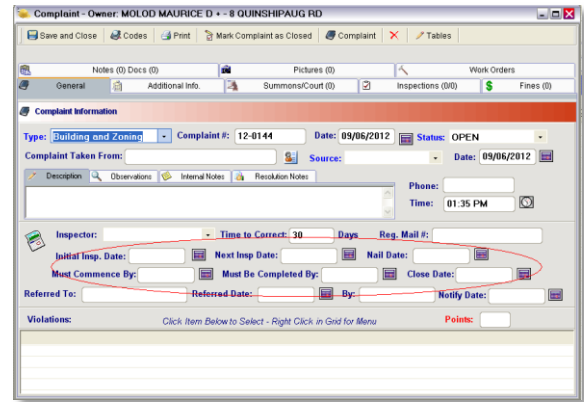 Complaint - Owner: MOLOD MAURICE D + - 8 QUINSHIPAUG RD
Save and Close Codes Print Mark Complaint as Closed Complaint Tables
Notes (0) Docs (0) Pictures (0) Work Orders
General Additional Info. Summons/Court (0) Inspections (0/0) Fines (0)
Complaint Information
Type: Building and Zoning Complaint #: 12-0144 Date: 09/06/2012 Status: OPEN
Complaint Taken From: Source: Date: 09/06/2012
Description Observations Internal Notes Resolution Notes
Phone:
Time: 01:35 PM
Inspector: Time to Correct: 30 Days Reg. Mail #:
Initial Insp. Date: Next Insp Date: Nail Date:
Must Commence By: Must Be Completed By: Close Date:
Referred To: Referred Date: By: Notify Date:
Violations: Click Item Below to Select - Right Click in Grid for Menu Points: